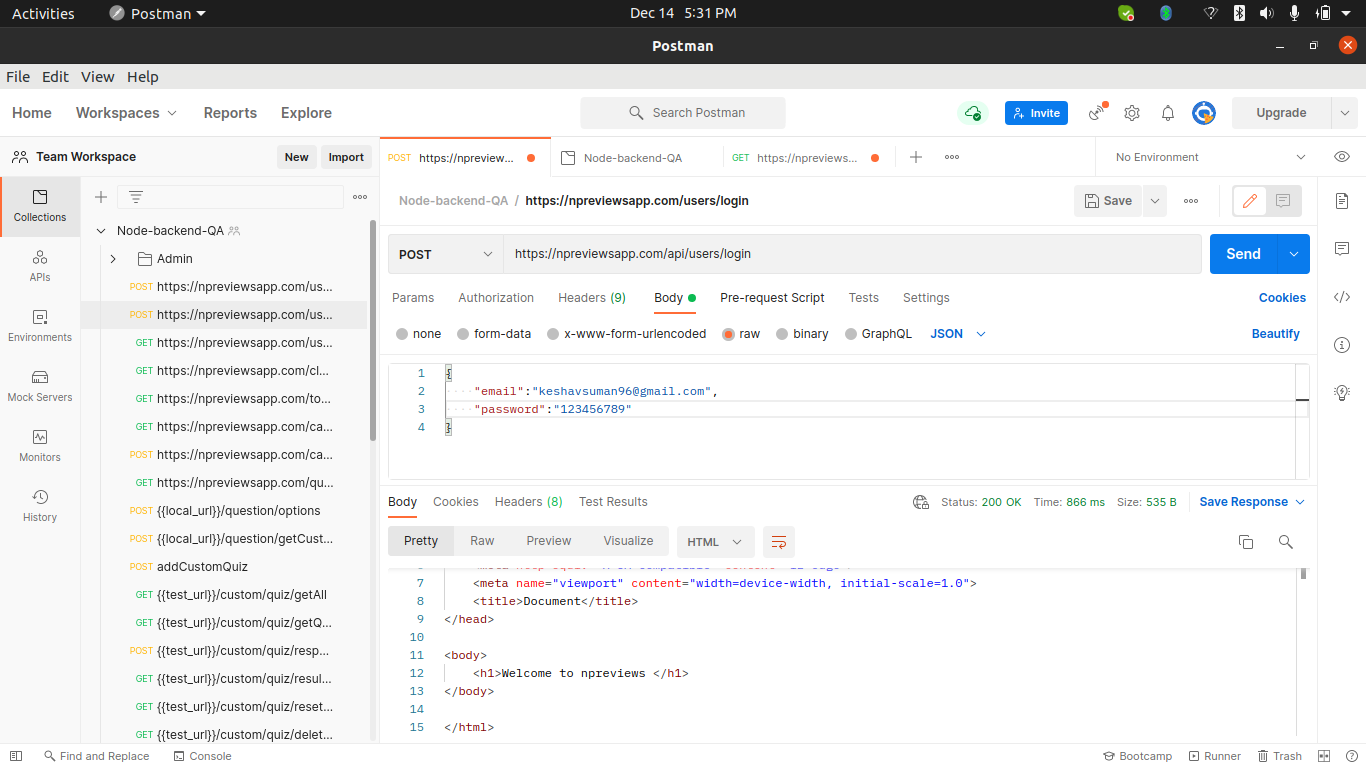 Activities Postman Dec 14 5:31 PM
Postman
File Edit View Help
Home Workspaces Reports Explore Search Postman Invite Upgrade
Team Workspace New Import
POST https://npreview... Node-backend-QA GET https://npreviews... No Environment
Collections
APIs
Environments
Mock Servers
Monitors
History
Node-backend-QA
Admin
POST https://npreviewsapp.com/us...
POST https://npreviewsapp.com/us...
GET https://npreviewsapp.com/us...
GET https://npreviewsapp.com/cl...
GET https://npreviewsapp.com/to...
GET https://npreviewsapp.com/ca...
POST https://npreviewsapp.com/ca...
GET https://npreviewsapp.com/qu...
POST {{local_url}}/question/options
POST {{local_url}}/question/getCust...
POST addCustomQuiz
GET {{test_url}}/custom/quiz/getAll
GET {{test_url}}/custom/quiz/getQ...
POST {{test_url}}/custom/quiz/resp...
GET {{test_url}}/custom/quiz/resul...
GET {{test_url}}/custom/quiz/reset...
GET {{test_url}}/custom/quiz/delet...
Node-backend-QA / https://npreviewsapp.com/users/login Save
POST https://npreviewsapp.com/api/users/login Send
Params Authorization Headers (9) Body Pre-request Script Tests Settings Cookies
none form-data x-www-form-urlencoded raw binary GraphQL JSON Beautify
1 {
2 "email":"keshavsuman96@gmail.com",
3 "password":"123456789"
4 }
Body Cookies Headers (8) Test Results Status: 200 OK Time: 866 ms Size: 535 B Save Response
Pretty Raw Preview Visualize HTML
7 <meta name="viewport" content="width=device-width, initial-scale=1.0">
8 <title>Document</title>
9 </head>
10
11 <body>
12 <h1>Welcome to npreviews </h1>
13 </body>
14
15 </html>
Find and Replace Console Bootcamp Runner Trash